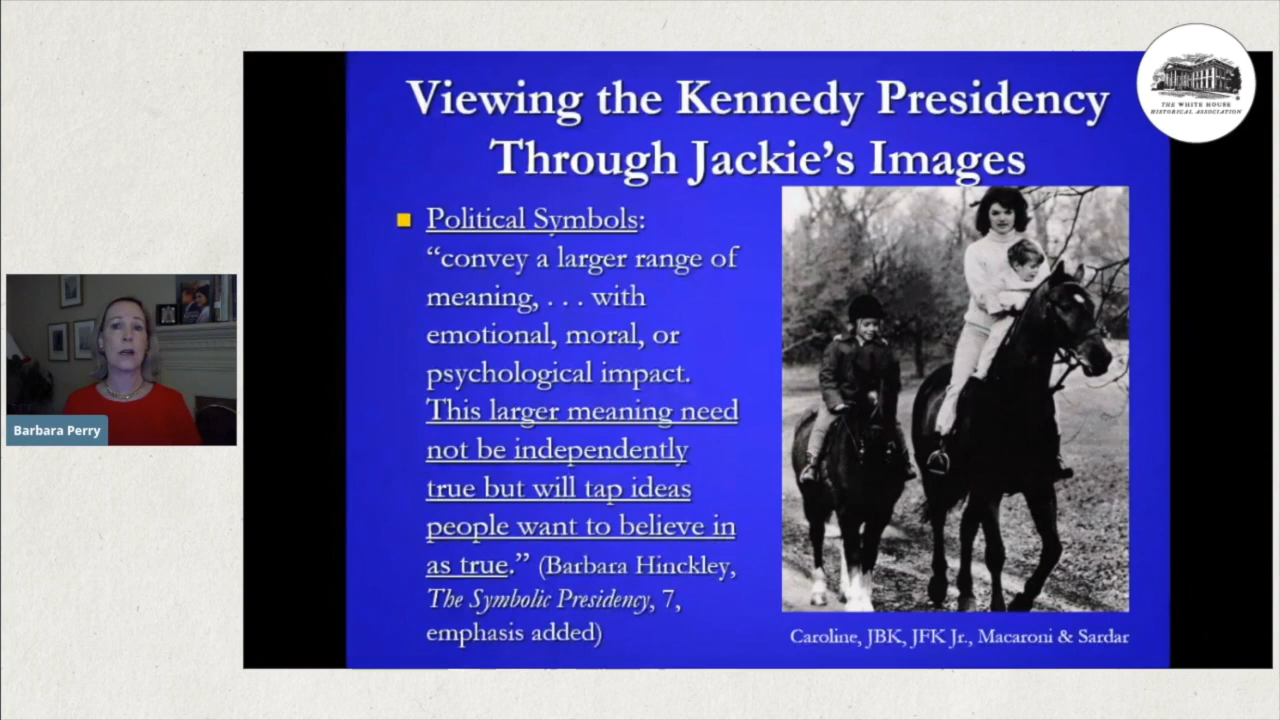 THE WHITE HOUSE
HISTORICAL ASSOCIATION
Viewing the Kennedy Presidency
Through Jackie’s Images
Political Symbols:
“convey a larger range of
meaning, . . . with
emotional, moral, or
psychological impact.
This larger meaning need
not be independently
true but will tap ideas
people want to believe in
as true.” (Barbara Hinckley,
The Symbolic Presidency, 7,
emphasis added)
Caroline, JBK, JFK Jr., Macaroni & Sardar
Barbara Perry